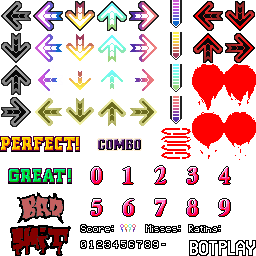 PERFECT!
COMBO
GREAT!
0 1 2 3 4
BAD
5 6 7 8 9
SHIT
Score: Misses: Rating:
0123456789-
BOTPLAY